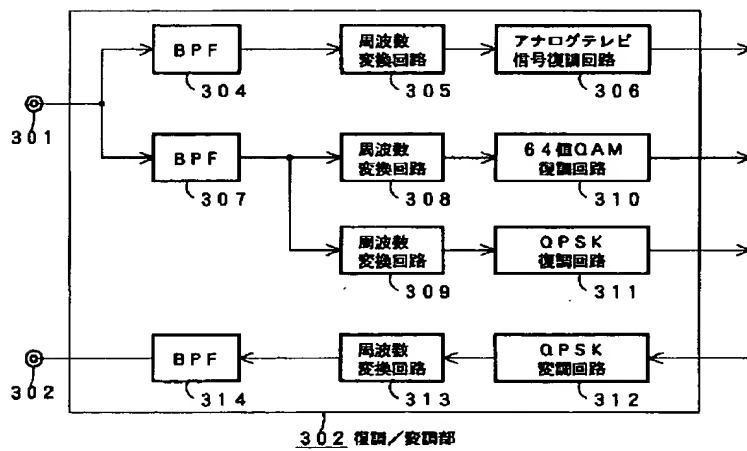 BPF
304
周波数
変換回路
305
アナログテレビ
信号復調回路
306
301
BPF
307
周波数
変換回路
308
64値QAM
復調回路
310
周波数
変換回路
309
QPSK
復調回路
311
302
BPF
314
周波数
変換回路
313
QPSK
変調回路
312
302 復調/変調部